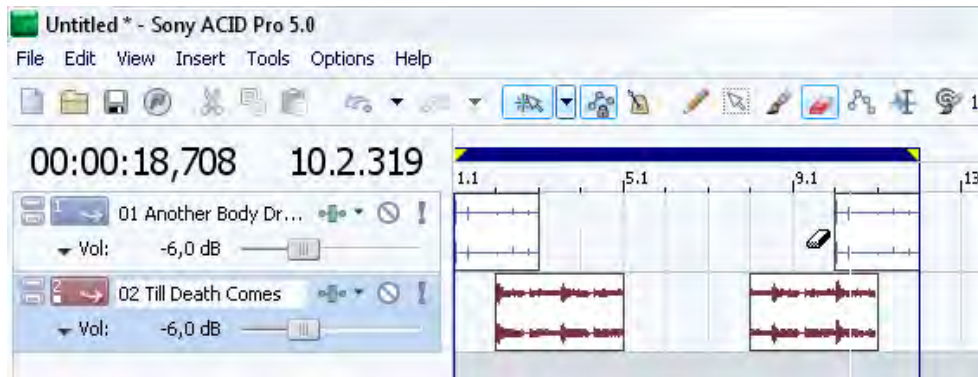 Untitled * - Sony ACID Pro 5.0
File Edit View Insert Tools Options Help
00:00:18,708 10.2.319
1.1 5.1 9.1 13
1 01 Another Body Dr...
Vol: -6,0 dB
2 02 Till Death Comes
Vol: -6,0 dB